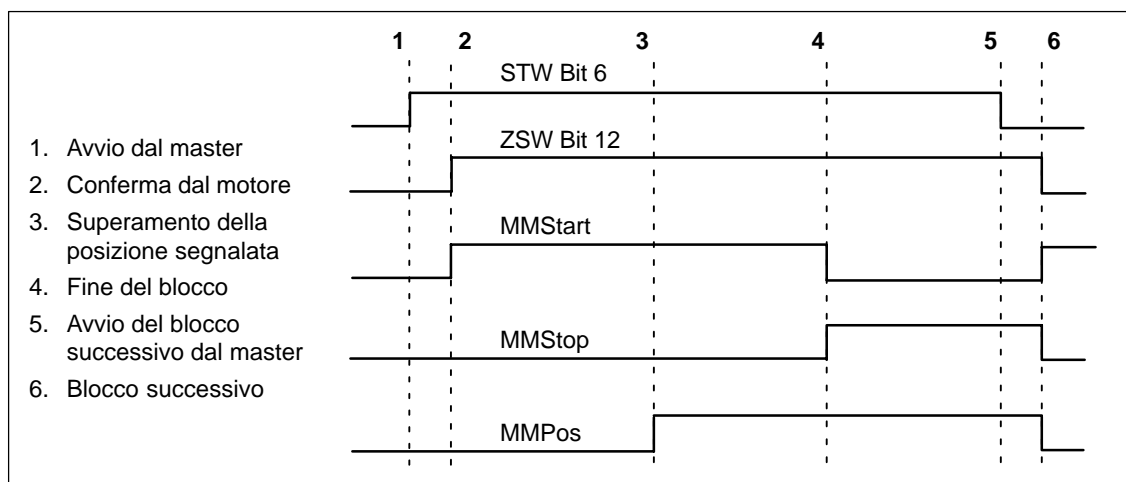 1 2 3 4 5 6
STW Bit 6
ZSW Bit 12
MMStart
MMStop
MMPos
1. Avvio dal master
2. Conferma dal motore
3. Superamento della
posizione segnalata
4. Fine del blocco
5. Avvio del blocco
successivo dal master
6. Blocco successivo